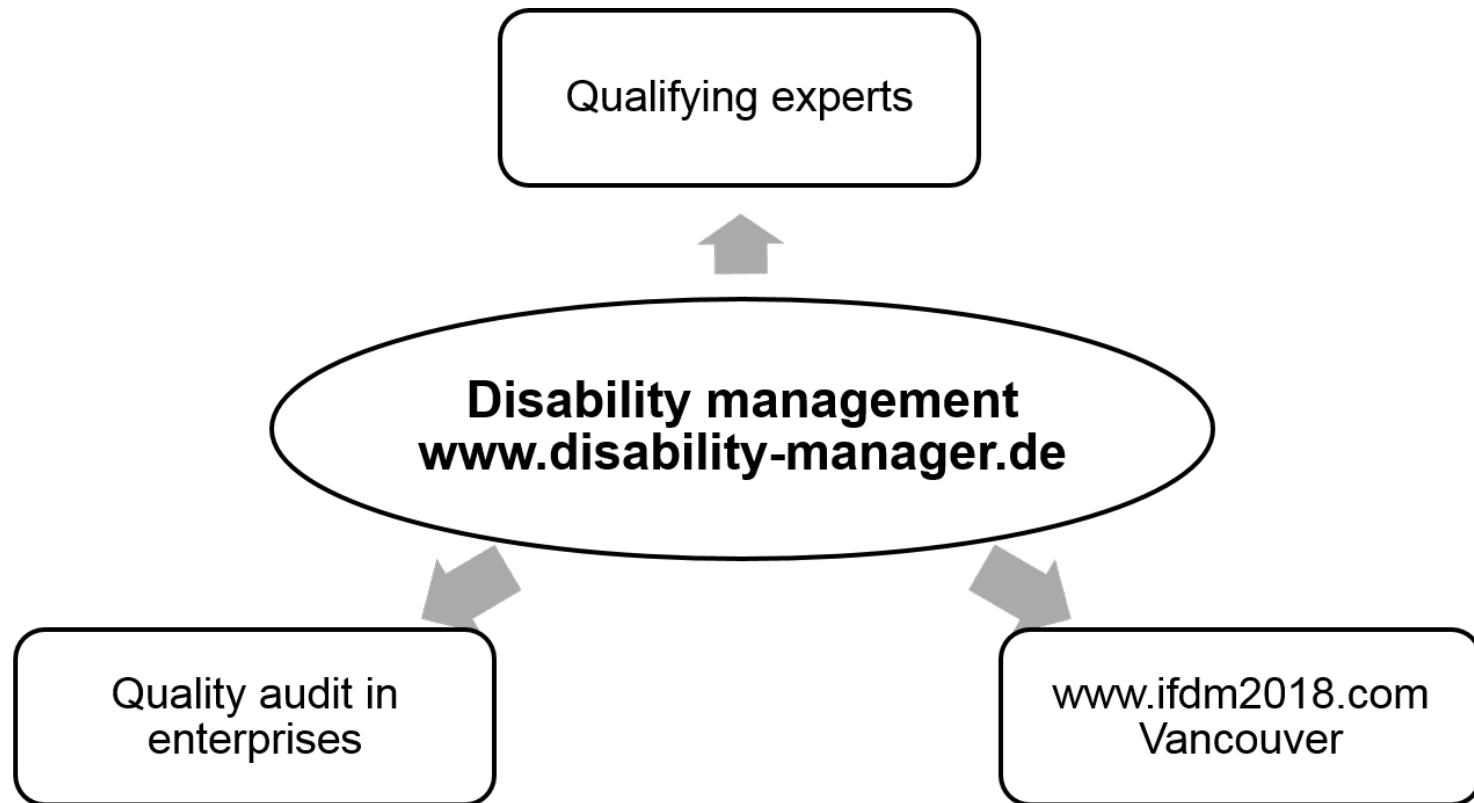 Qualifying experts
Disability management
www.disability-manager.de
Quality audit in
enterprises
www.ifdm2018.com
Vancouver